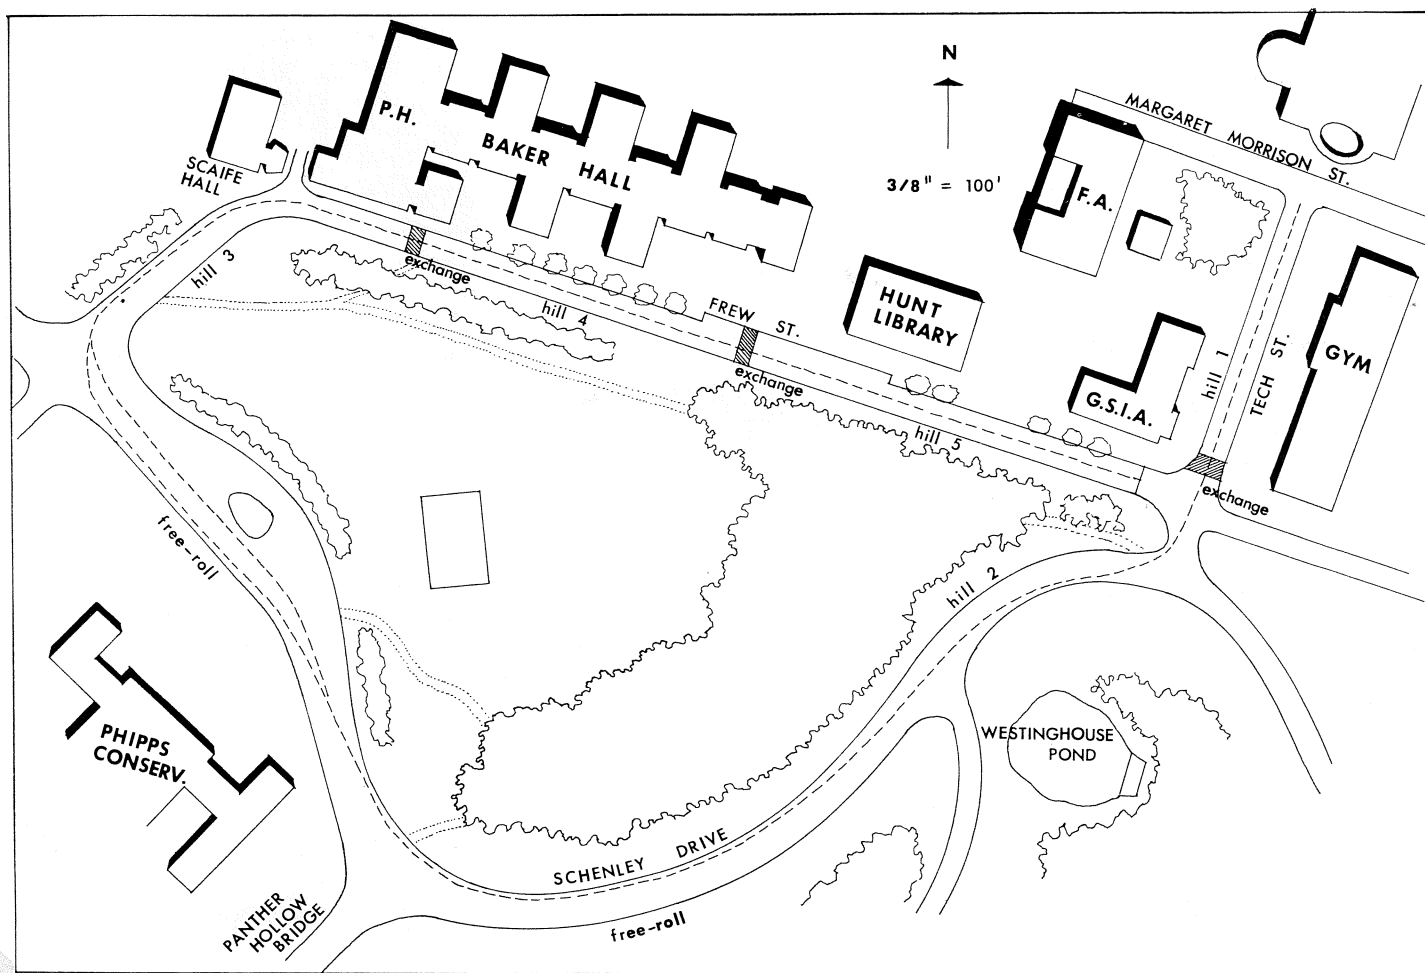 N
3/8" = 100'
MARGARET MORRISON ST.
P.H.
BAKER HALL
SCAIFE
HALL
F.A.
hill 3
exchange
hill 4
FREW ST.
exchange
HUNT
LIBRARY
hill 5
G.S.I.A.
hill 1
TECH ST.
GYM
exchange
hill 2
free-roll
PHIPPS
CONSERV.
WESTINGHOUSE
POND
SCHENLEY DRIVE
free-roll
PANTHER
HOLLOW
BRIDGE